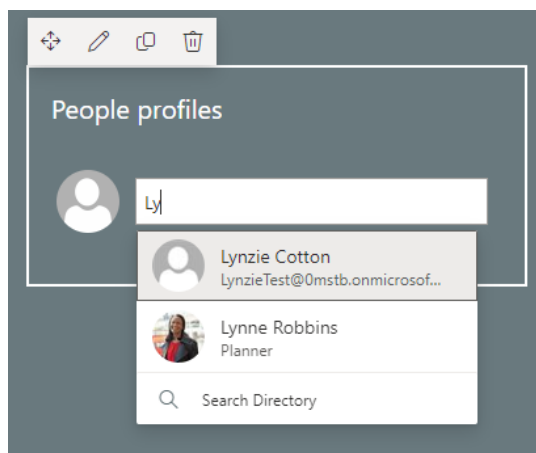 People profiles
Ly
Lynzie Cotton
LynzieTest@0mstb.onmicrosof...
Lynne Robbins
Planner
Search Directory